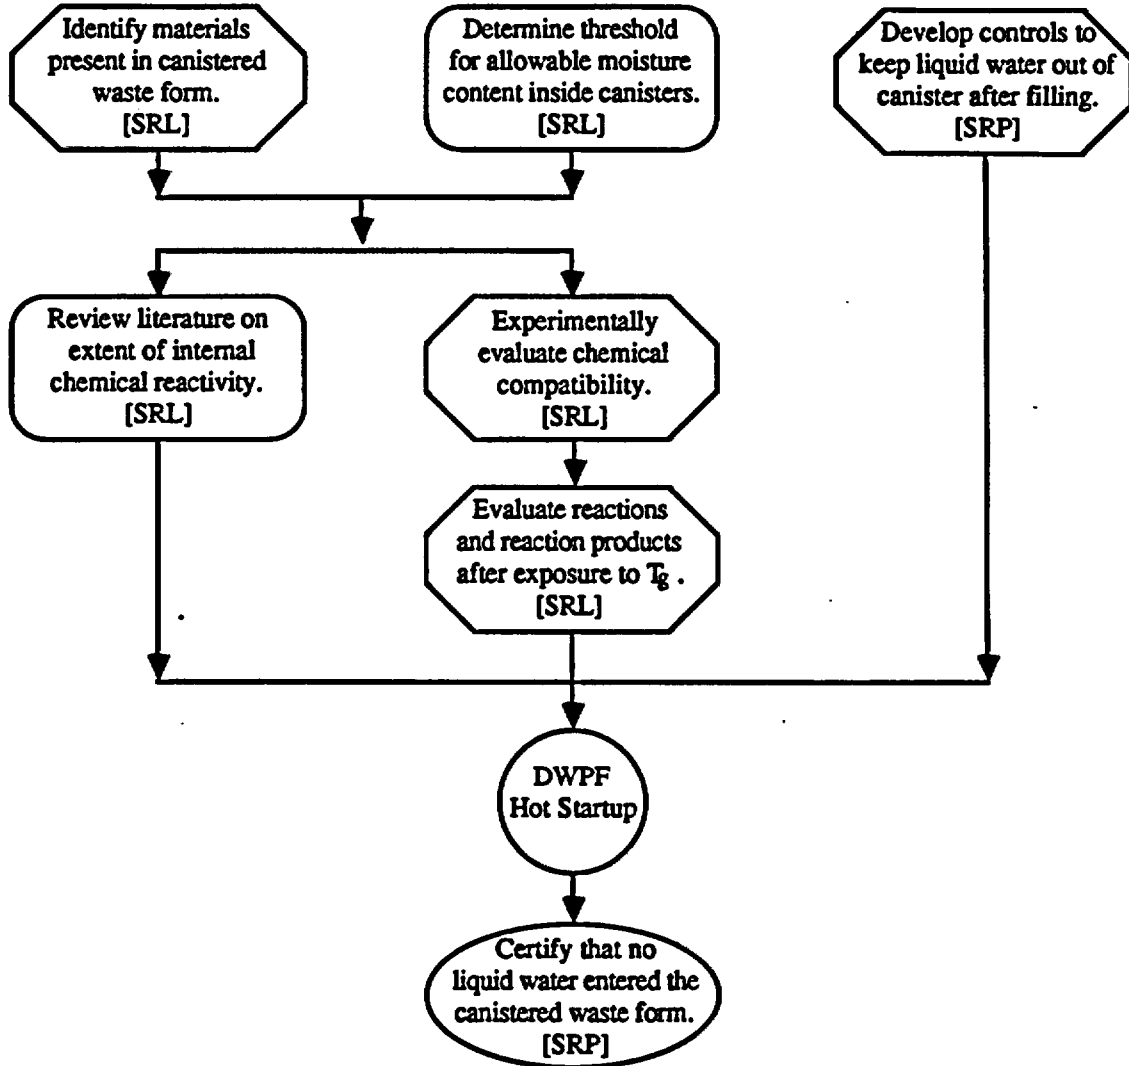 Identify materials
present in canistered
waste form.
[SRL]
Determine threshold
for allowable moisture
content inside canisters.
[SRL]
Develop controls to
keep liquid water out of
canister after filling.
[SRP]
Review literature on
extent of internal
chemical reactivity.
[SRL]
Experimentally
evaluate chemical
compatibility.
[SRL]
Evaluate reactions
and reaction products
after exposure to Tg .
[SRL]
DWPF
Hot Startup
Certify that no
liquid water entered the
canistered waste form.
[SRP]